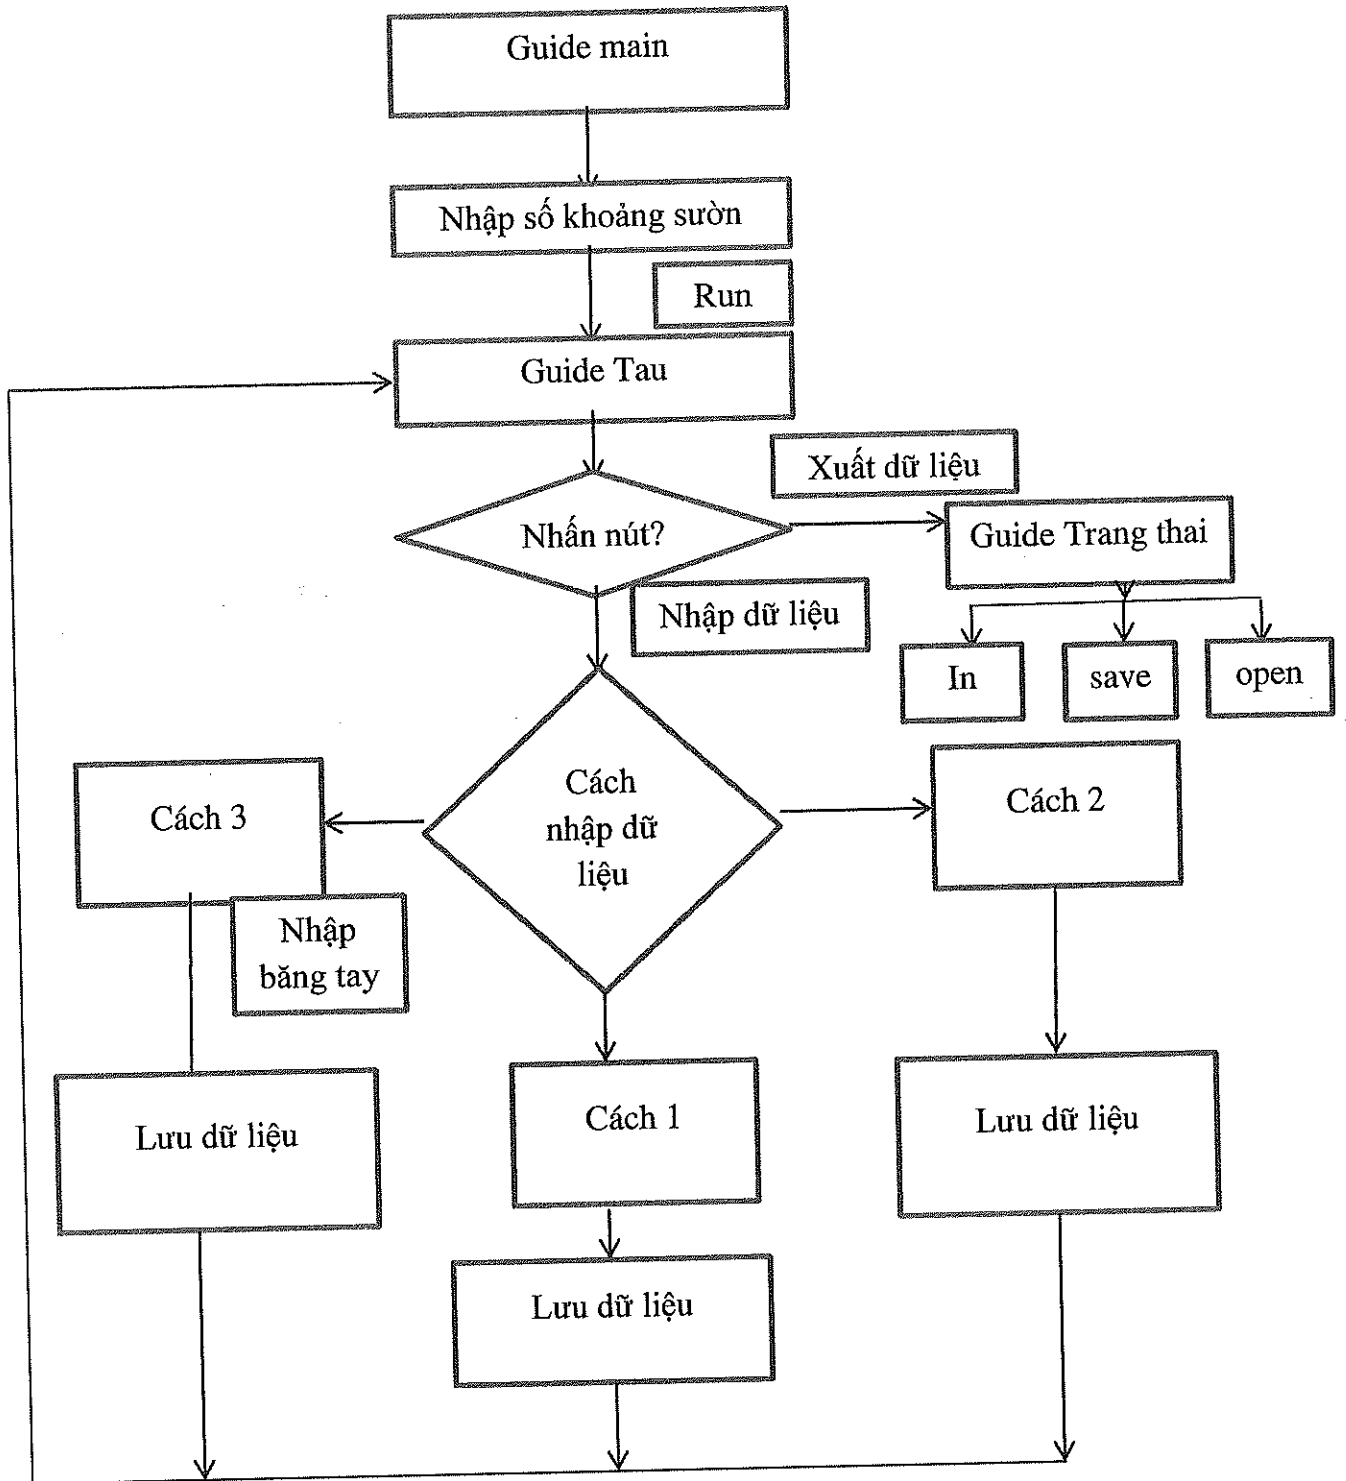 Guide main
Nhập số khoảng sườn
Run
Guide Tau
Xuất dữ liệu
Nhấn nút?
Guide Trang thai
Nhập dữ liệu
In
save
open
Cách
nhập dữ
liệu
Cách 3
Cách 2
Nhập
băng tay
Cách 1
Lưu dữ liệu
Lưu dữ liệu
Lưu dữ liệu